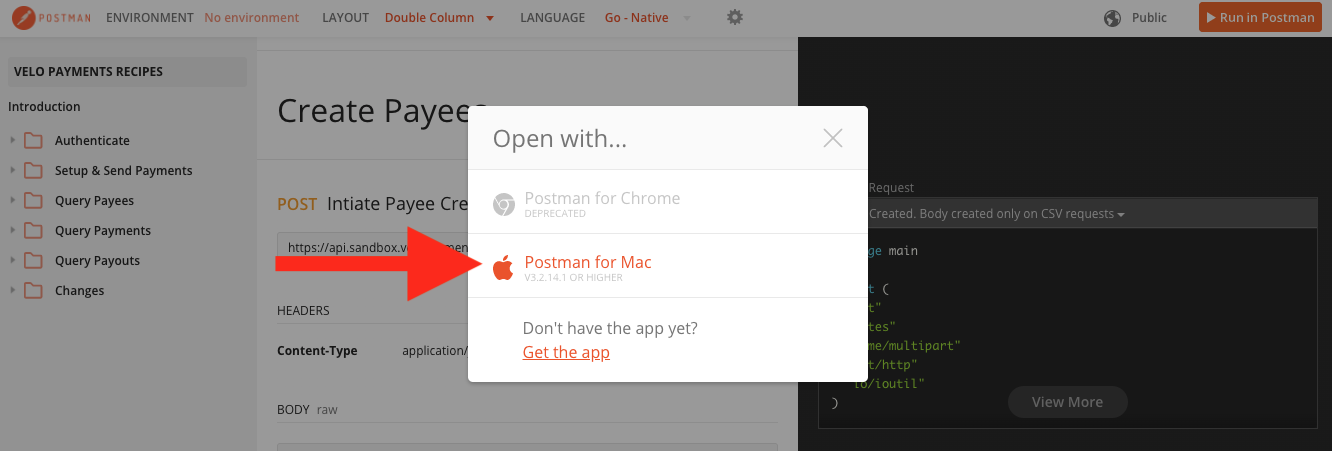 POSTMAN ENVIRONMENT No environment LAYOUT Double Column LANGUAGE Go - Native Public Run in Postman
VELO PAYMENTS RECIPES
Introduction
Authenticate
Setup & Send Payments
Query Payees
Query Payments
Query Payouts
Changes
Create Payees
POST Intiate Payee Cre
https://api.sandbox.v
HEADERS
Content-Type application/
BODY raw
Open with...
Postman for Chrome
DEPRECATED
Postman for Mac
V3.2.14.1 OR HIGHER
Don't have the app yet?
Get the app
Request
Created. Body created only on CSV requests
ge main
t (
t"
tes"
me/multipart"
t/http"
io/ioutil"
)
View More